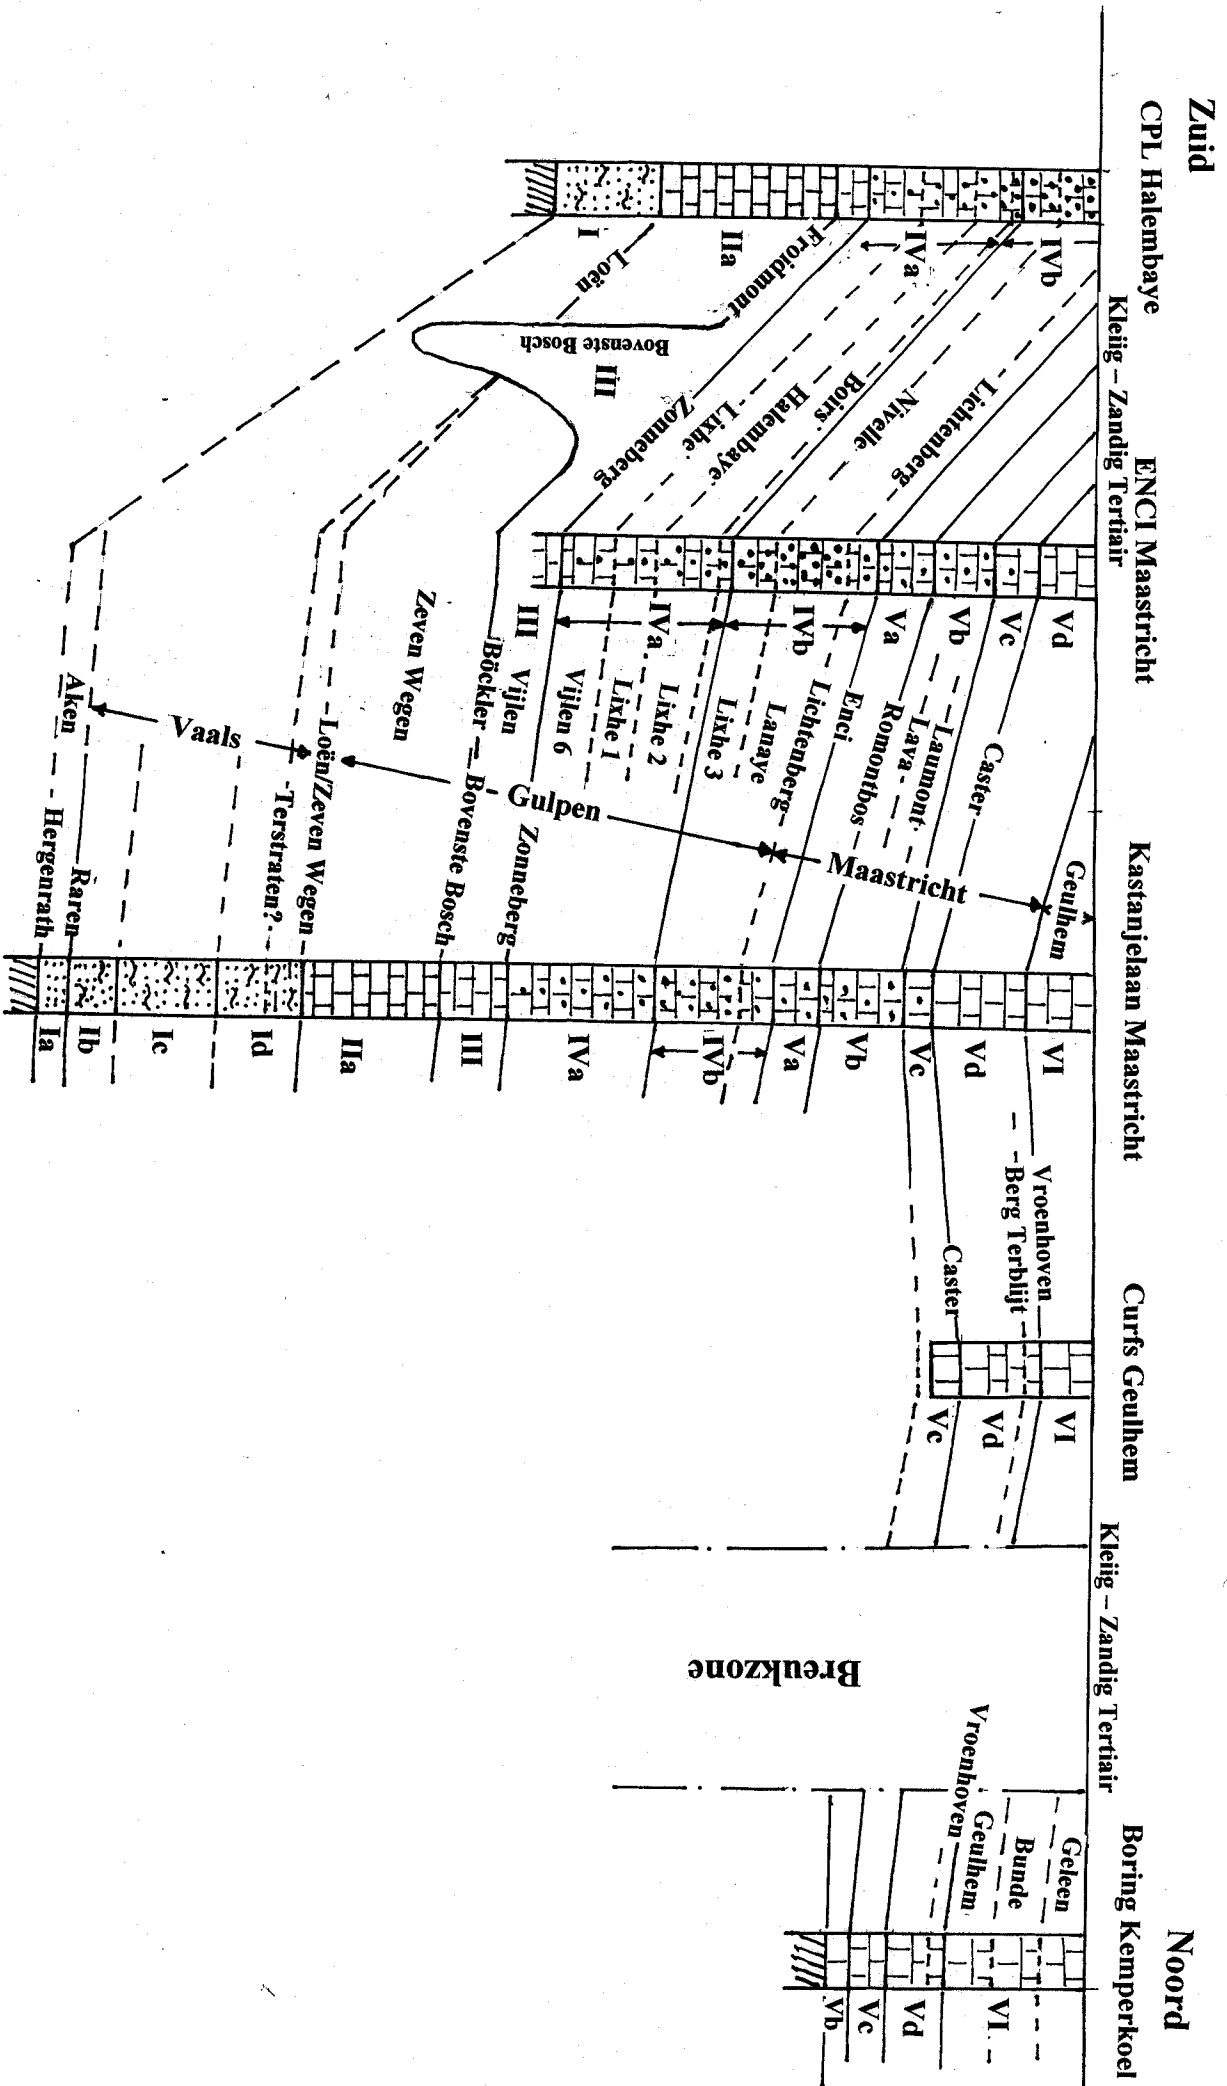 Zuid
Noord
CPL Halembaye
ENCI Maastricht
Kastanjelaan Maastricht
Curfs Geulhem
Boring Kemperkoel
Kleiig – Zandig Tertiair
Kleiig – Zandig Tertiair
IVb
IVa
IIa
I
Froidmont
Loën
Bovenste Bosch
III
Lichtenberg
Nivelle
Boirs
Halembaye
Lixhe
Zonneberg
Vd
Vc
Vb
Va
IVb
IVa
III
Caster
Laumont
Lava
Romontbos
Enci
Lichtenberg
Lanaye
Lixhe 3
Lixhe 2
Lixhe 1
Vijlen 6
Vijlen
Böckler – Bovenste Bosch
Zonneberg
Zeven Wegen
Loën/Zeven Wegen
Terstraten?
Aken
Raren
Hergenrath
Vaals
Gulpen
Maastricht
Geulhem
VI
Vd
Vc
Vb
Va
IVb
IVa
III
IIa
Id
Ic
Ib
Ia
Vroenhoven
Berg Terblijt
Caster
VI
Vd
Vc
Breukzone
Geleen
Bunde
Geulhem
Vroenhoven
VI
Vd
Vc
Vb